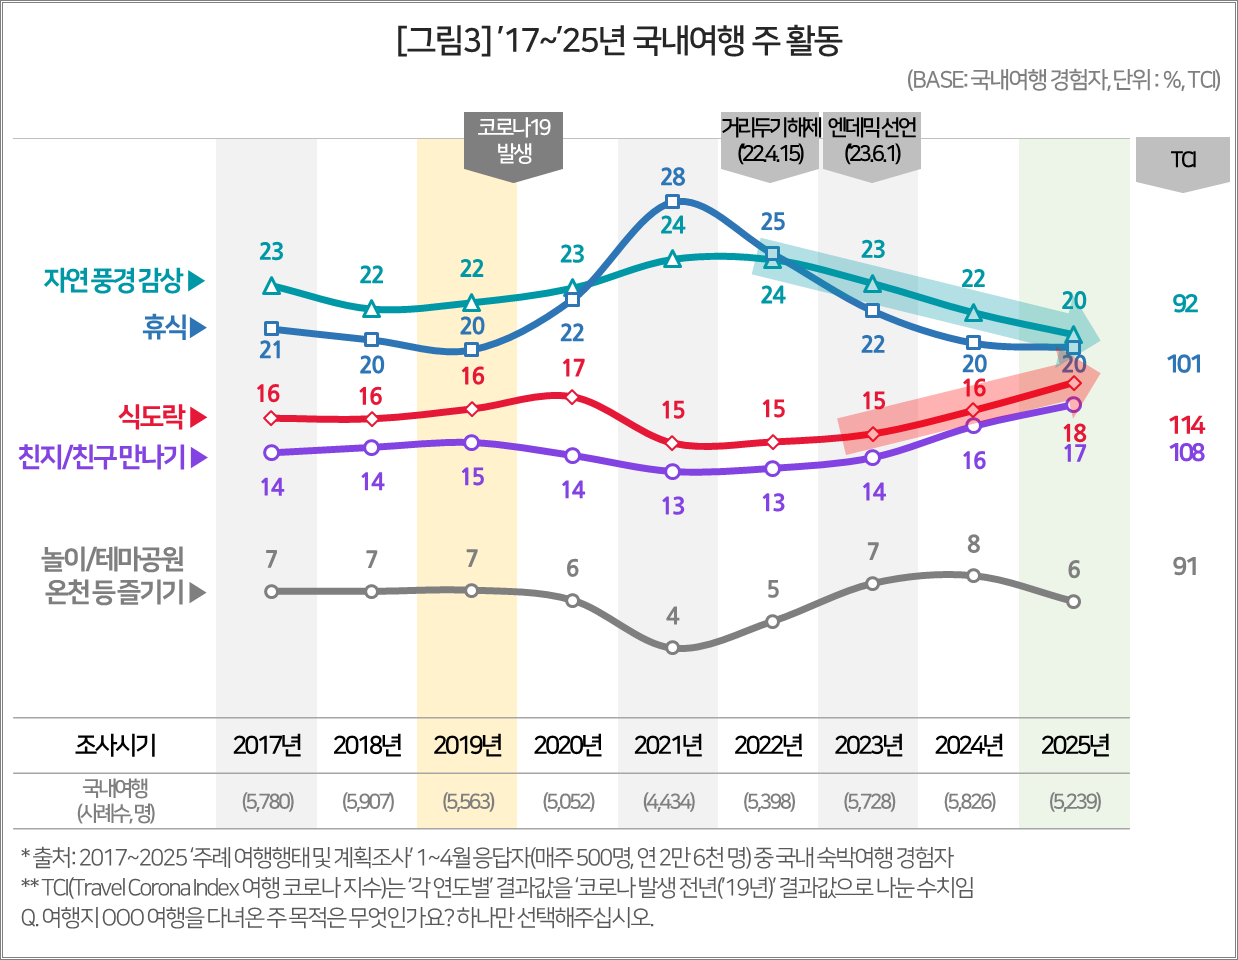 [그림3] ’17~’25년 국내여행 주 활동
(BASE: 국내여행 경험자, 단위 : %, TCI)
코로나19
발생
거리두기 해제
(’22.4.15)
엔데믹 선언
(’23.6.1)
TCI
자연 풍경 감상 ▶ 23 22 22 23 24 24 23 22 20 92
휴식 ▶ 21 20 20 22 28 25 22 20 20 101
식도락 ▶ 16 16 16 17 15 15 15 16 18 114
친지/친구 만나기 ▶ 14 14 15 14 13 13 14 16 17 108
놀이/테마공원
온천 등 즐기기 ▶ 7 7 7 6 4 5 7 8 6 91
조사시기 2017년 2018년 2019년 2020년 2021년 2022년 2023년 2024년 2025년
국내여행
(사례수, 명) (5,780) (5,907) (5,563) (5,052) (4,434) (5,398) (5,728) (5,826) (5,239)
* 출처: 2017~2025 ‘주례 여행행태 및 계획조사’ 1~4월 응답자(매주 500명, 연 2만 6천 명) 중 국내 숙박여행 경험자
** TCI(Travel Corona Index 여행 코로나 지수)는 ‘각 연도별’ 결과값을 ‘코로나 발생 전년(’19년)’ 결과값으로 나눈 수치임
Q. 여행지 OOO 여행을 다녀온 주 목적은 무엇인가요? 하나만 선택해주십시오.